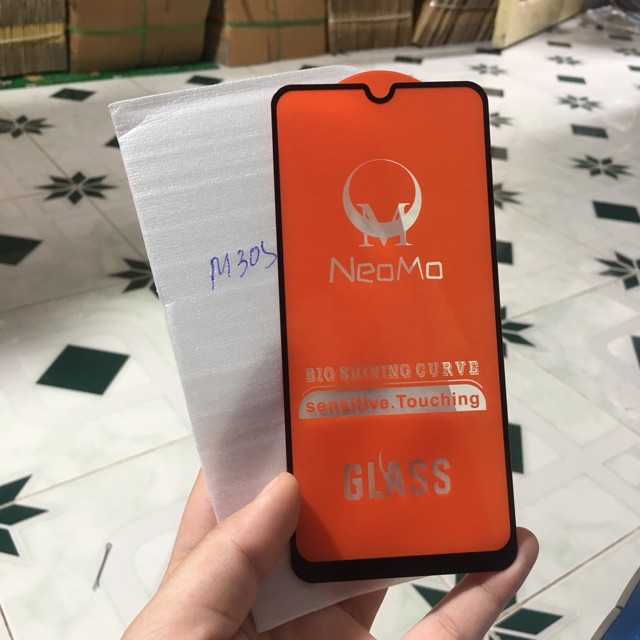 M30s
M
NeoMo
BIG SHINING CURVE
sensitive.Touching
GLASS